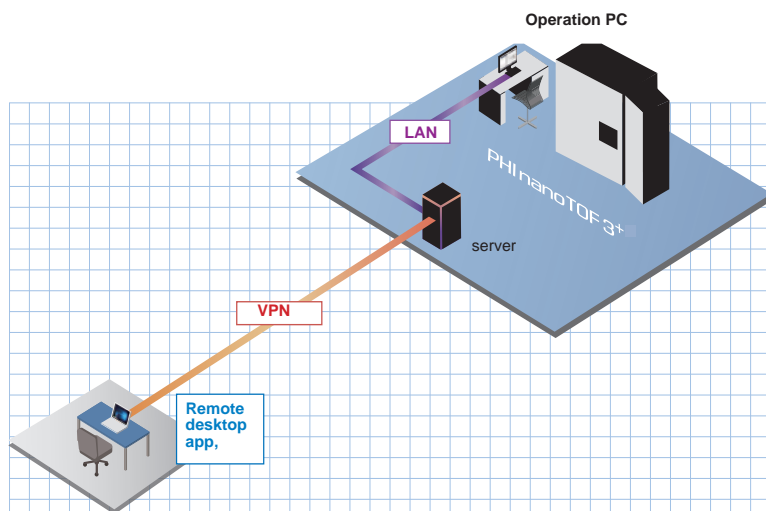 Operation PC
LAN
PHI nanoTOF 3+
server
VPN
Remote
desktop
app,